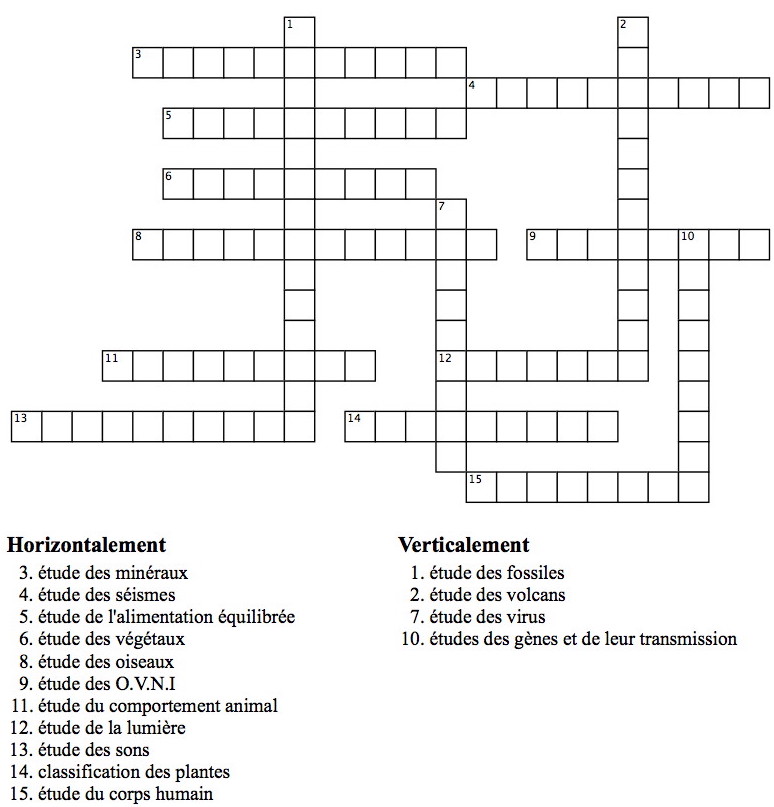 1
2
3
4
5
6
7
8
9
10
11
12
13
14
15
Horizontalement
3. étude des minéraux
4. étude des séismes
5. étude de l'alimentation équilibrée
6. étude des végétaux
8. étude des oiseaux
9. étude des O.V.N.I
11. étude du comportement animal
12. étude de la lumière
13. étude des sons
14. classification des plantes
15. étude du corps humain
Verticalement
1. étude des fossiles
2. étude des volcans
7. étude des virus
10. études des gènes et de leur transmission